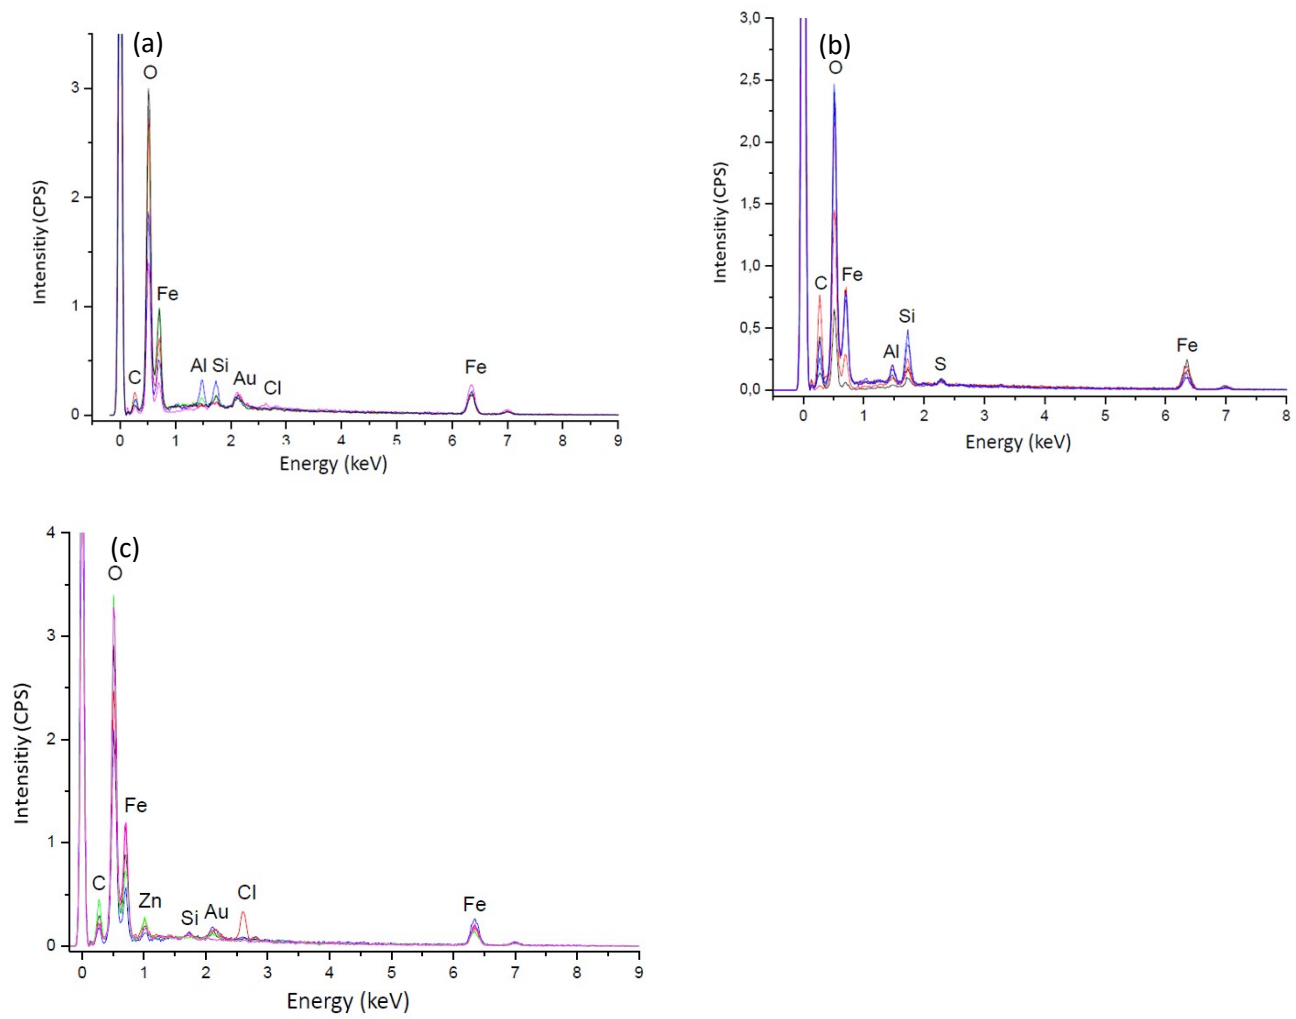 (a)
O
Fe
C
Al Si
Au
Cl
Fe
3
2
1
0
0 1 2 3 4 5 6 7 8 9
Intensitiy (CPS)
Energy (keV)
(b)
O
C
Fe
Si
Al
S
Fe
3,0
2,5
2,0
1,5
1,0
0,5
0,0
0 1 2 3 4 5 6 7 8
Intensitiy (CPS)
Energy (keV)
(c)
O
Fe
C
Zn
Si
Au
Cl
Fe
4
3
2
1
0
0 1 2 3 4 5 6 7 8 9
Intensitiy (CPS)
Energy (keV)